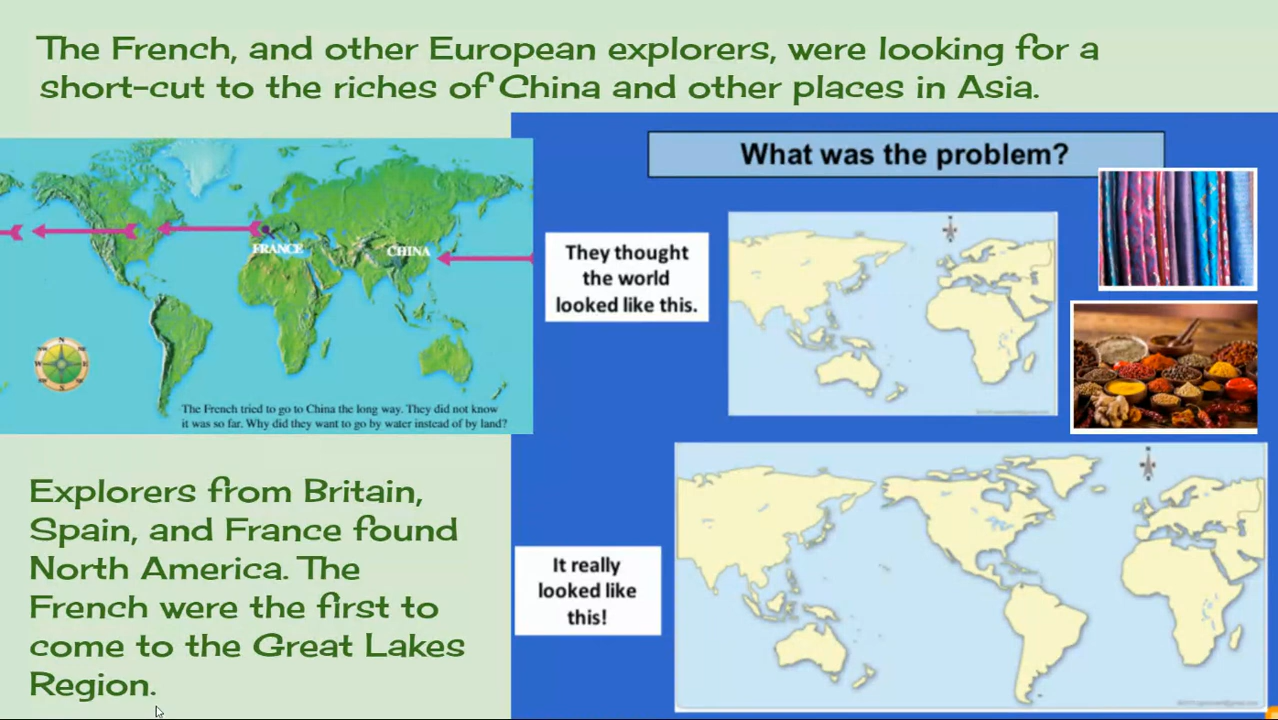 The French, and other European explorers, were looking for a
short-cut to the riches of China and other places in Asia.
What was the problem?
FRANCE
CHINA
They thought
the world
looked like this.
N
W
E
S
The French tried to go to China the long way. They did not know
it was so far. Why did they want to go by water instead of by land?
Explorers from Britain,
Spain, and France found
North America. The
French were the first to
come to the Great Lakes
Region.
It really
looked like
this!